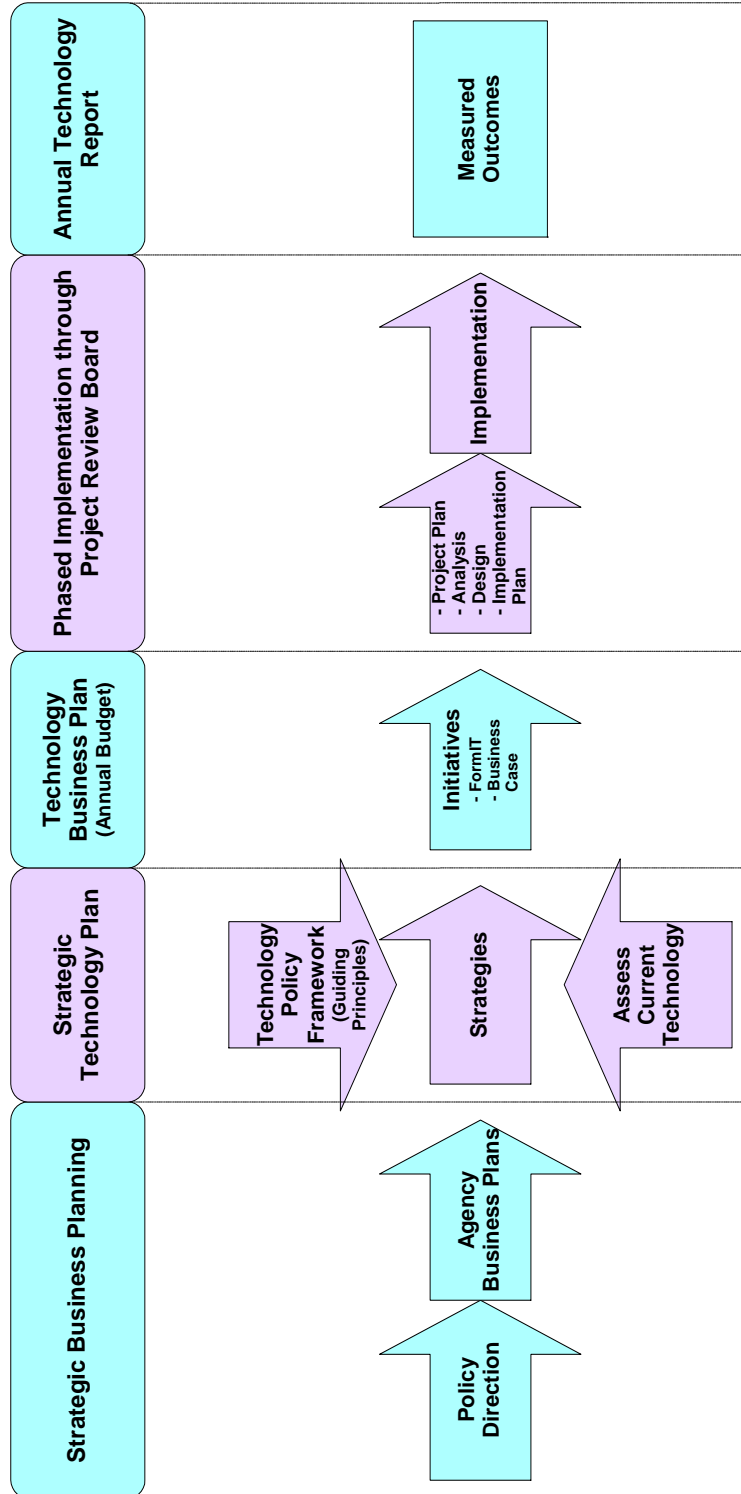 Strategic Business Planning
Strategic
Technology Plan
Technology
Business Plan
(Annual Budget)
Phased Implementation through
Project Review Board
Annual Technology
Report
Policy
Direction
Agency
Business Plans
Technology
Policy
Framework
(Guiding
Principles)
Strategies
Assess
Current
Technology
Initiatives
- FormIT
- Business
Case
- Project Plan
- Analysis
- Design
- Implementation
Plan
Implementation
Measured
Outcomes